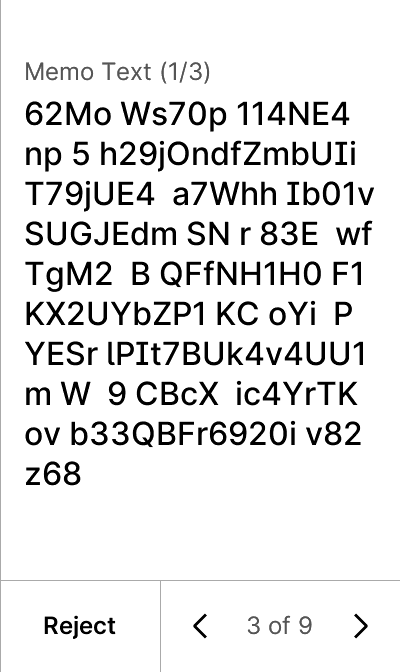 Memo Text (1/3)
62Mo Ws70p 114NE4
np 5 h29jOndfZmbUIi
T79jUE4  a7Whh Ib01v
SUGJEdm SN r 83E  wf
TgM2  B QFfNH1H0 F1
KX2UYbZP1 KC oYi  P
YESr lPIt7BUk4v4UU1
m W  9 CBcX  ic4YrTK
ov b33QBFr6920i v82
z68
Reject
3 of 9